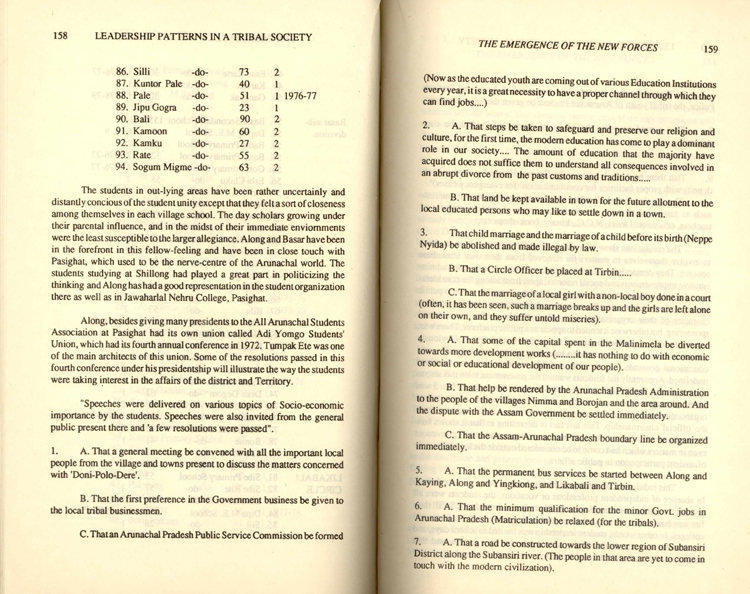 158 LEADERSHIP PATTERNS IN A TRIBAL SOCIETY
86. Silli -do- 73 2
87. Kuntor Pale -do- 40 1
88. Pale -do- 51 1 1976-77
89. Jipu Gogra -do- 23 1
90. Bali -do- 90 2
91. Kamoon -do- 60 2
92. Kamku -do- 27 2
93. Rate -do- 55 2
94. Sogum Migme -do- 63 2
The students in out-lying areas have been rather uncertainly and
distantly concious of the student unity except that they felt a sort of closeness
among themselves in each village school. The day scholars growing under
their parental influence, and in the midst of their immediate enviornments
were the least susceptible to the larger allegiance. Along and Basar have been
in the forefront in this fellow-feeling and have been in close touch with
Pasighat, which used to be the nerve-centre of the Arunachal world. The
students studying at Shillong had played a great part in politicizing the
thinking and Along has had a good representation in the student organization
there as well as in Jawaharlal Nehru College, Pasighat.
Along, besides giving many presidents to the All Arunachal Students
Association at Pasighat had its own union called Adi Yomgo Students'
Union, which had its fourth annual conference in 1972. Tumpak Ete was one
of the main architects of this union. Some of the resolutions passed in this
fourth conference under his presidentship will illustrate the way the students
were taking interest in the affairs of the district and Territory.
"Speeches were delivered on various topics of Socio-economic
importance by the students. Speeches were also invited from the general
public present there and 'a few resolutions were passed".
1. A. That a general meeting be convened with all the important local
people from the village and towns present to discuss the matters concerned
with 'Doni-Polo-Dere'.
B. That the first preference in the Government business be given to
the local tribal businessmen.
C. That an Arunachal Pradesh Public Service Commission be formed
THE EMERGENCE OF THE NEW FORCES 159
(Now as the educated youth are coming out of various Education Institutions
every year, it is a great necessity to have a proper channel through which they
can find jobs....)
2. A. That steps be taken to safeguard and preserve our religion and
culture, for the first time, the modern education has come to play a dominant
role in our society.... The amount of education that the majority have
acquired does not suffice them to understand all consequences involved in
an abrupt divorce from the past customs and traditions.....
B. That land be kept available in town for the future allotment to the
local educated persons who may like to settle down in a town.
3. That child marriage and the marriage of a child before its birth (Neppe
Nyida) be abolished and made illegal by law.
B. That a Circle Officer be placed at Tirbin.....
C. That the marriage of a local girl with a non-local boy done in a court
(often, it has been seen, such a marriage breaks up and the girls are left alone
on their own, and they suffer untold miseries).
4. A. That some of the capital spent in the Malinimela be diverted
towards more development works (........it has nothing to do with economic
or social or educational development of our people).
B. That help be rendered by the Arunachal Pradesh Administration
to the people of the villages Nimma and Borojan and the area around. And
the dispute with the Assam Government be settled immediately.
C. That the Assam-Arunachal Pradesh boundary line be organized
immediately.
5. A. That the permanent bus services be started between Along and
Kaying, Along and Yingkiong, and Likabali and Tirbin.
6. A. That the minimum qualification for the minor Govt. jobs in
Arunachal Pradesh (Matriculation) be relaxed (for the tribals).
7. A. That a road be constructed towards the lower region of Subansiri
District along the Subansiri river. (The people in that area are yet to come in
touch with the modern civilization).